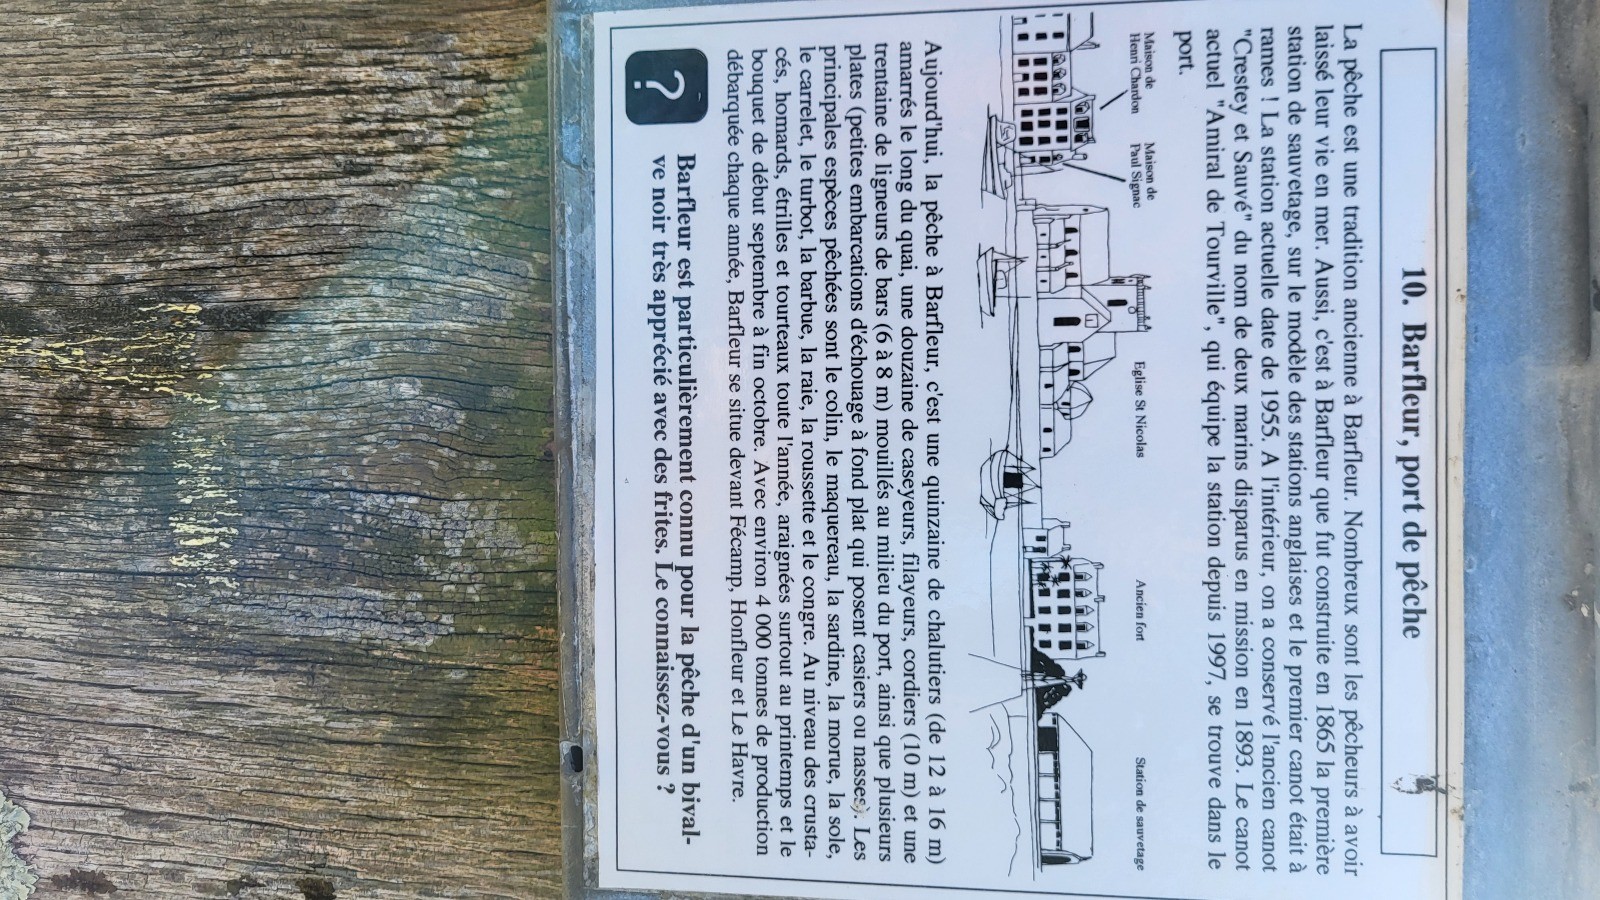 10. Barfleur, port de pêche
La pêche est une tradition ancienne à Barfleur. Nombreux sont les pêcheurs à avoir
laissé leur vie en mer. Aussi, c'est à Barfleur que fut construite en 1865 la première
station de sauvetage, sur le modèle des stations anglaises et le premier canot était à
rames ! La station actuelle date de 1955. A l'intérieur, on a conservé l'ancien canot
"Crestey et Sauvé" du nom de deux marins disparus en mission en 1893. Le canot
actuel "Amiral de Tourville", qui équipe la station depuis 1997, se trouve dans le
port.
Maison de
Henri Chardon
Maison de
Paul Signac
Eglise St Nicolas
Ancien fort
Station de sauvetage
Aujourd'hui, la pêche à Barfleur, c'est une quinzaine de chalutiers (de 12 à 16 m)
amarrés le long du quai, une douzaine de caseyeurs, filayeurs, cordiers (10 m) et une
trentaine de ligneurs de bars (6 à 8 m) mouillés au milieu du port, ainsi que plusieurs
plates (petites embarcations d'échouage à fond plat qui posent casiers ou nasses). Les
principales espèces pêchées sont le colin, le maquereau, la sardine, la morue, la sole,
le carrelet, le turbot, la barbue, la raie, la roussette et le congre. Au niveau des crusta-
cés, homards, étrilles et tourteaux toute l'année, araignées surtout au printemps et le
bouquet de début septembre à fin octobre. Avec environ 4 000 tonnes de production
débarquée chaque année, Barfleur se situe devant Fécamp, Honfleur et Le Havre.
?
Barfleur est particulièrement connu pour la pêche d'un bival-
ve noir très apprécié avec des frites. Le connaissez-vous ?